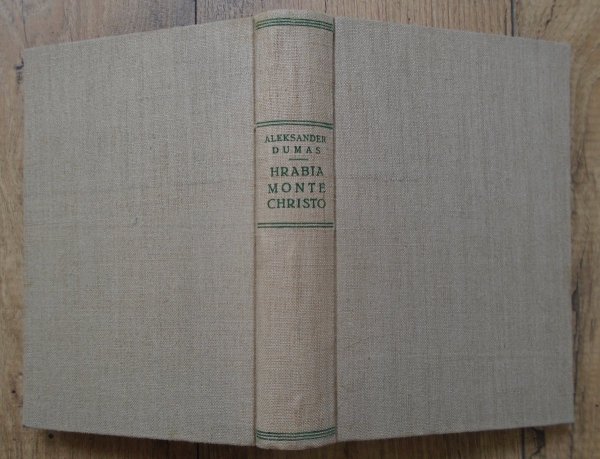 ALEKSANDER
DUMAS
HRABIA
MONTE
CHRISTO